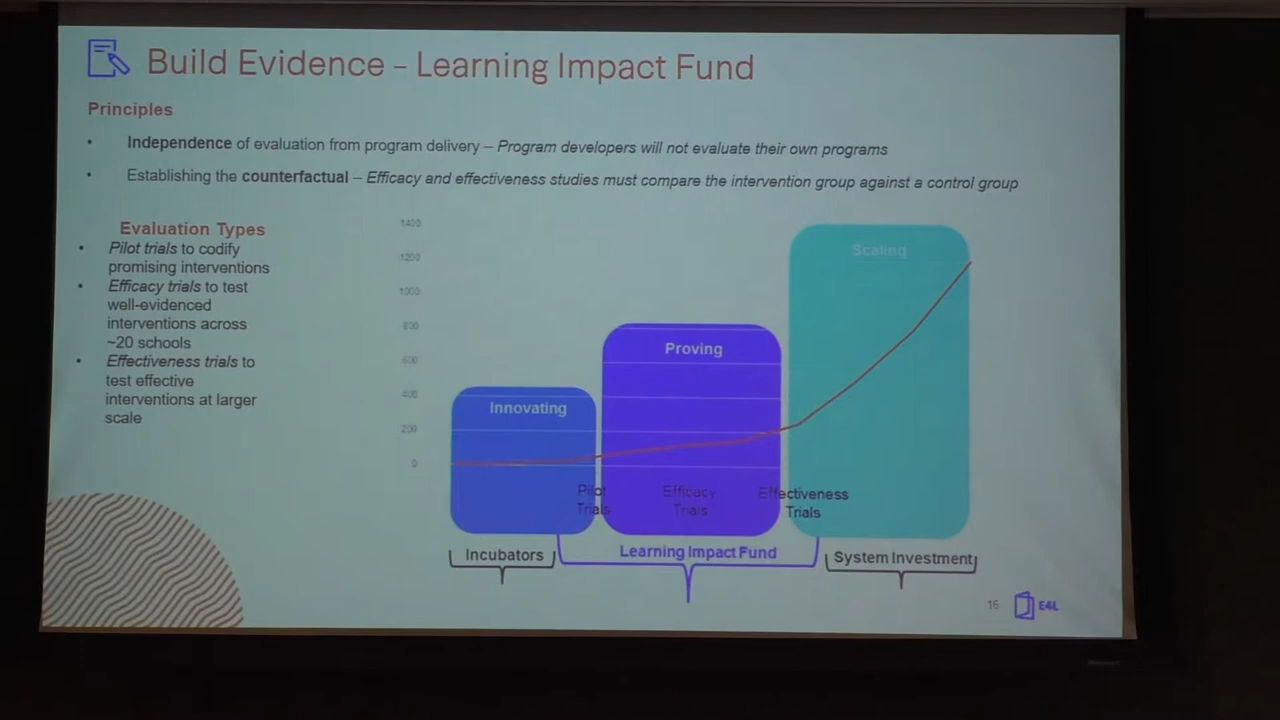 Build Evidence – Learning Impact Fund
Principles
• Independence of evaluation from program delivery – Program developers will not evaluate their own programs
• Establishing the counterfactual – Efficacy and effectiveness studies must compare the intervention group against a control group
Evaluation Types
• Pilot trials to codify
promising interventions
• Efficacy trials to test
well-evidenced
interventions across
~20 schools
• Effectiveness trials to
test effective
interventions at larger
scale
1400
1200
1000
800
600
400
200
0
Innovating
Proving
Scaling
Pilot
Trials
Efficacy
Trials
Effectiveness
Trials
Incubators
Learning Impact Fund
System Investment
16
E4L